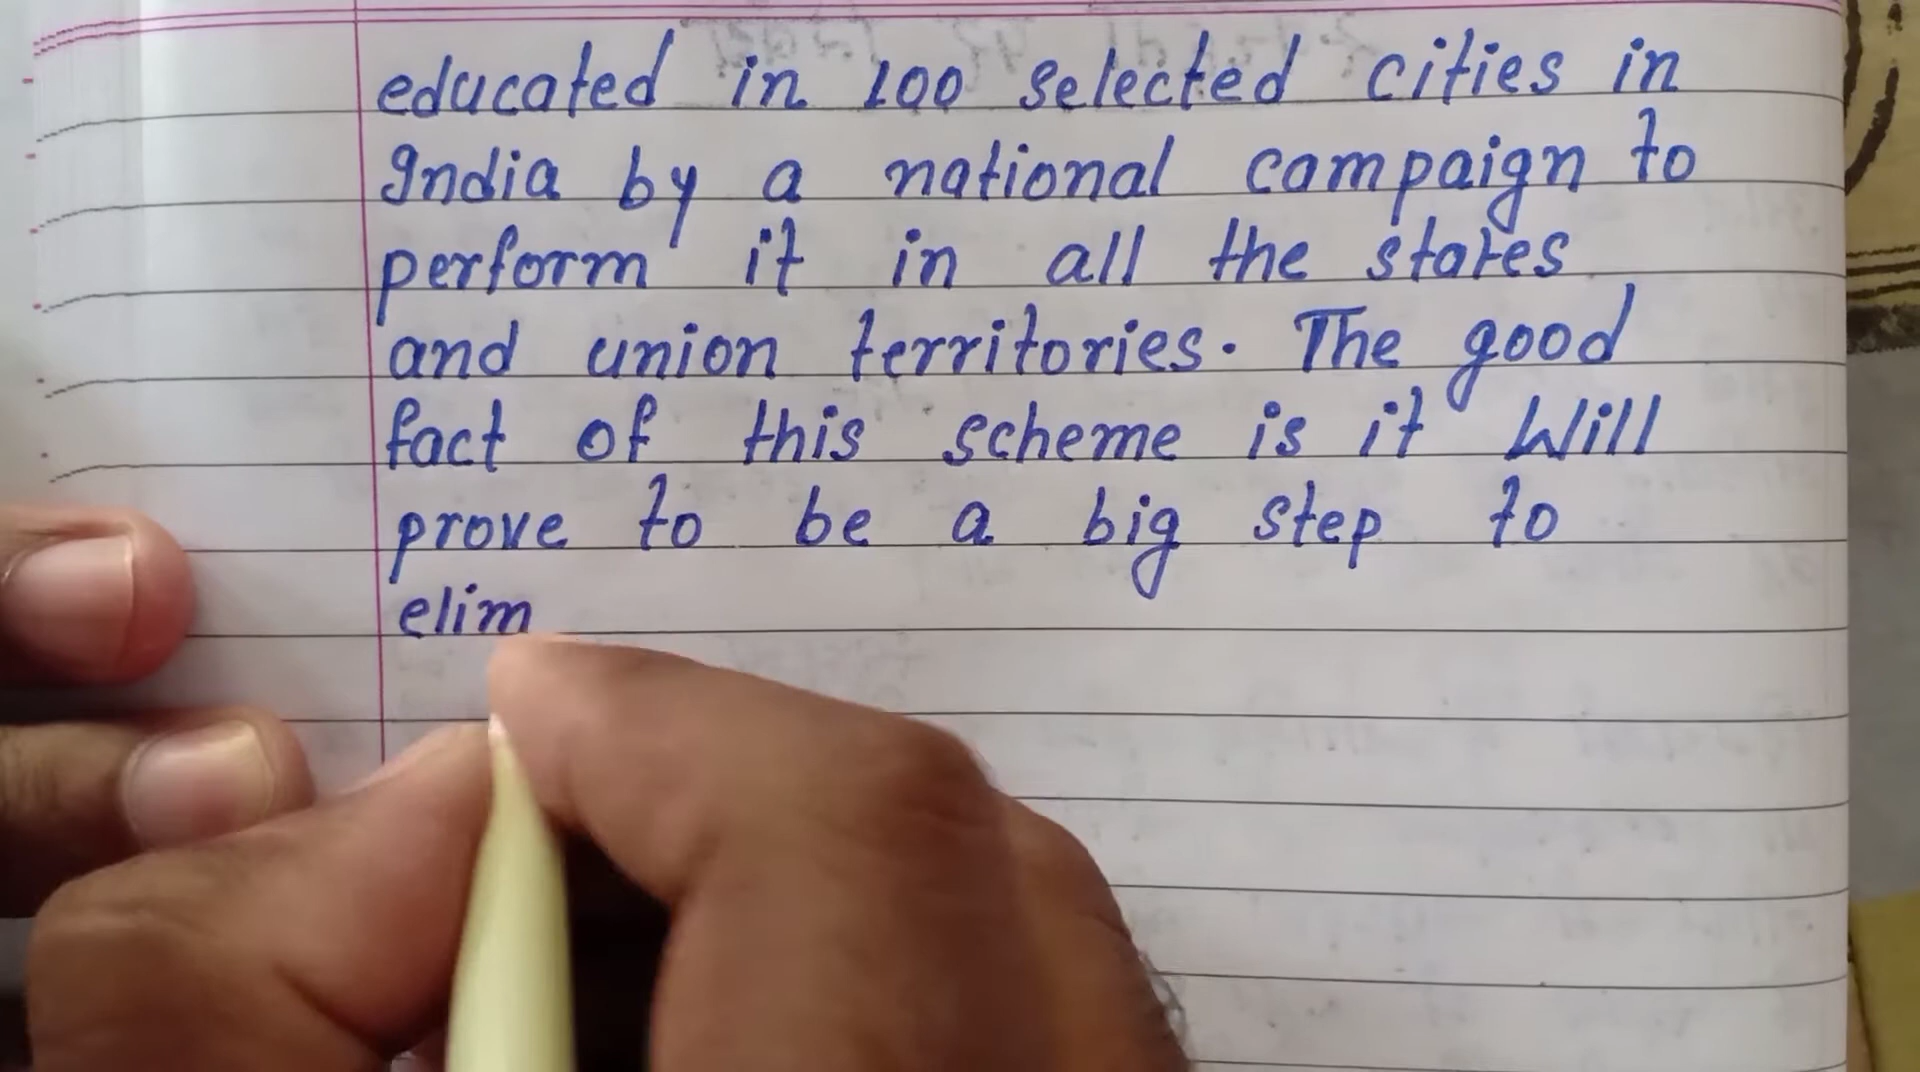 educated in 100 selected cities in
India by a national campaign to
perform it in all the states
and union territories. The good
fact of this scheme is it Will
prove to be a big step to
elim